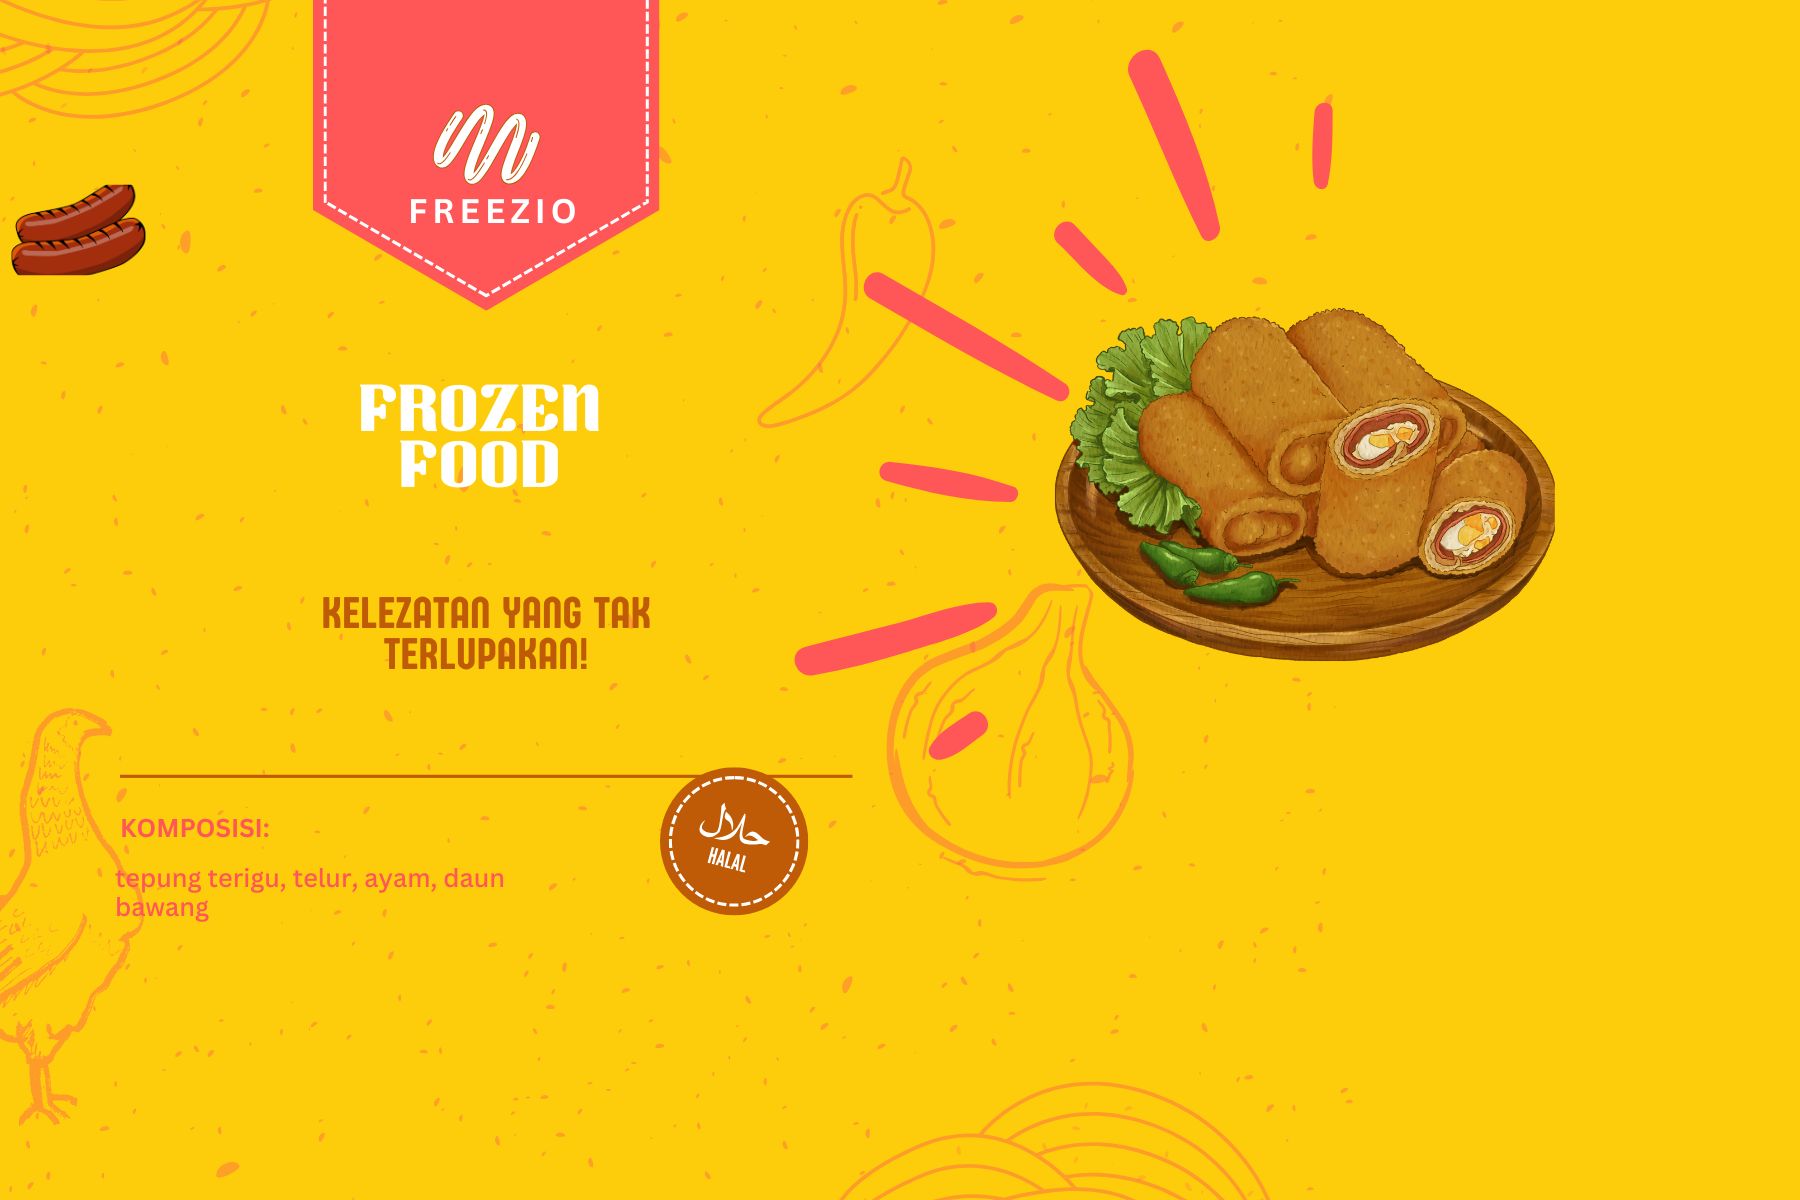 FREEZIO
FROZEN
FOOD
KELEZATAN YANG TAK
TERLUPAKAN!
KOMPOSISI:
tepung terigu, telur, ayam, daun
bawang
حلال
HALAL